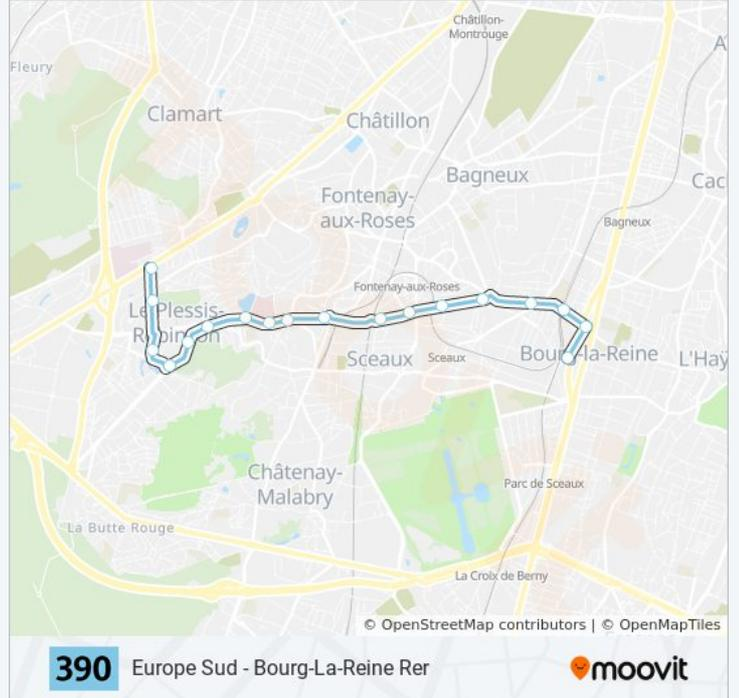 Châtillon-
Montrouge
A
Fleury
Clamart
Châtillon
Bagneux
Cac
Fontenay-
aux-Roses
Bagneux
Fontenay-aux-Roses
Le Plessis-
Robinson
Sceaux
Sceaux
Bourg-la-Reine
L'Haÿ
Châtenay-
Malabry
Parc de Sceaux
La Butte Rouge
La Croix de Berny
© OpenStreetMap contributors | © OpenMapTiles
390 Europe Sud - Bourg-La-Reine Rer
moovit